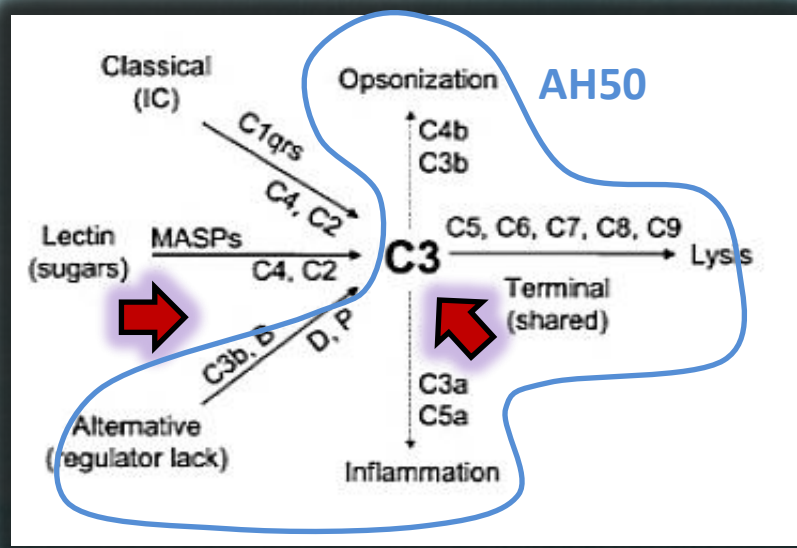 Classical
(IC)
C1qrs
C4, C2
Opsonization
AH50
C4b
C3b
Lectin
(sugars)
MASPs
C4, C2
C3
C5, C6, C7, C8, C9
Lysis
Terminal
(shared)
C3b, B
D, P
Alternative
(regulator lack)
C3a
C5a
Inflammation